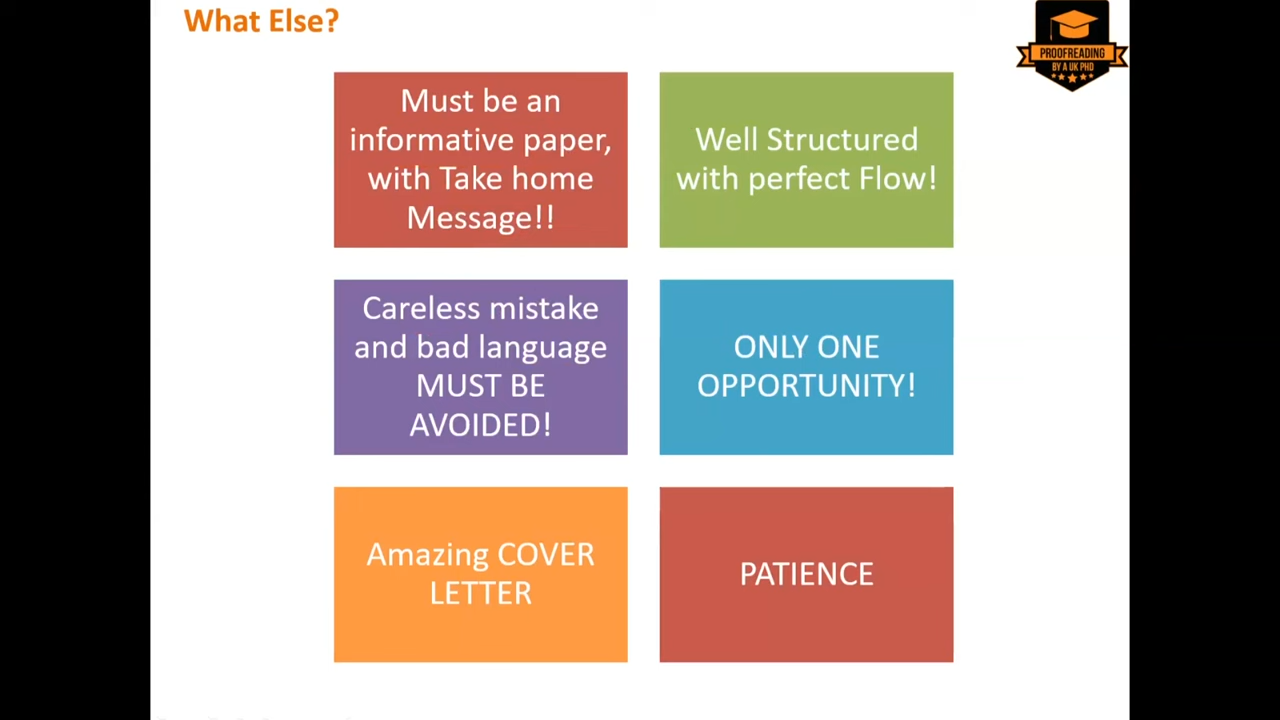 What Else?
PROOFREADING
BY A UK PHD
Must be an
informative paper,
with Take home
Message!!
Well Structured
with perfect Flow!
Careless mistake
and bad language
MUST BE
AVOIDED!
ONLY ONE
OPPORTUNITY!
Amazing COVER
LETTER
PATIENCE